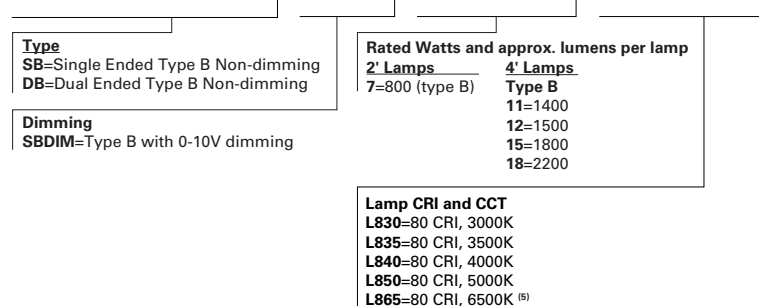 Type
SB=Single Ended Type B Non-dimming
DB=Dual Ended Type B Non-dimming
Dimming
SBDIM=Type B with 0-10V dimming
Rated Watts and approx. lumens per lamp
2' Lamps 4' Lamps
7=800 (type B) Type B
11=1400
12=1500
15=1800
18=2200
Lamp CRI and CCT
L830=80 CRI, 3000K
L835=80 CRI, 3500K
L840=80 CRI, 4000K
L850=80 CRI, 5000K
L865=80 CRI, 6500K (5)